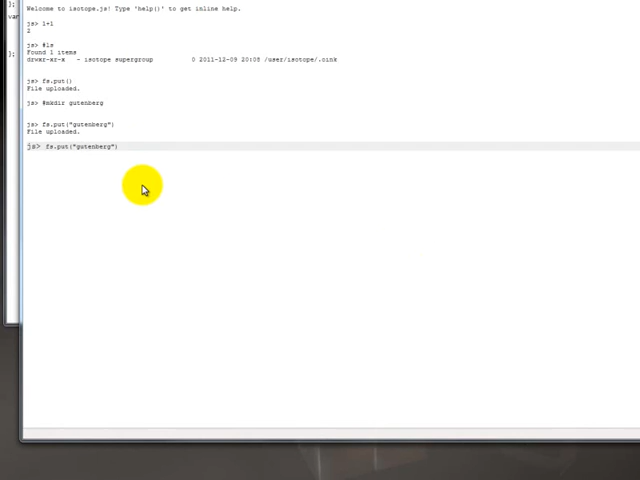 ];
Welcome to isotope.js! Type 'help()' to get inline help.
var
js> 1+1
2
js> #ls
];
Found 1 items
drwxr-xr-x - isotope supergroup 0 2011-12-09 20:08 /user/isotope/.oink
js> fs.put()
File uploaded.
js> #mkdir gutenberg
js> fs.put("gutenberg")
File uploaded.
js> fs.put("gutenberg")